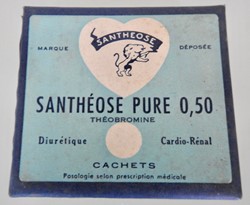 SANTHEOSE
MARQUE DÉPOSÉE
SANTHÉOSE PURE 0,50
THÉOBROMINE
Diurétique Cardio-Rénal
CACHETS
Posologie selon prescription médicale